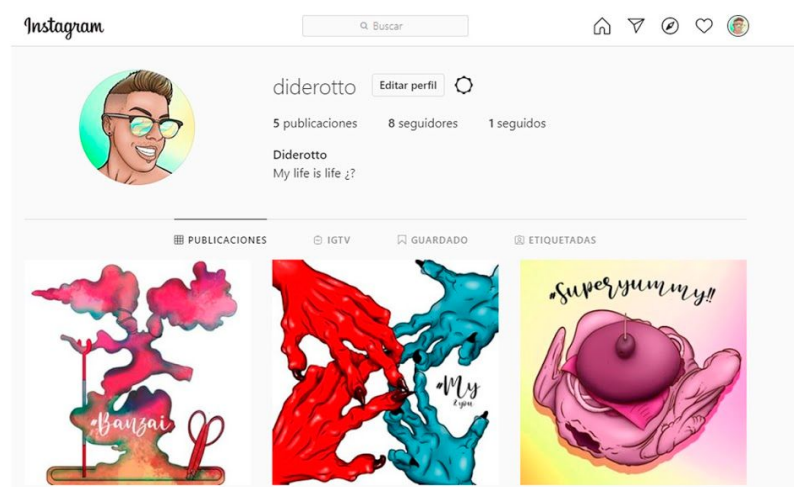 Instagram
Buscar
diderotto Editar perfil
5 publicaciones 8 seguidores 1 seguidos
Diderotto
My life is life ¿?
PUBLICACIONES IGTV GUARDADO ETIQUETADAS
#Banzai
#My
& you
#Superyummy!!